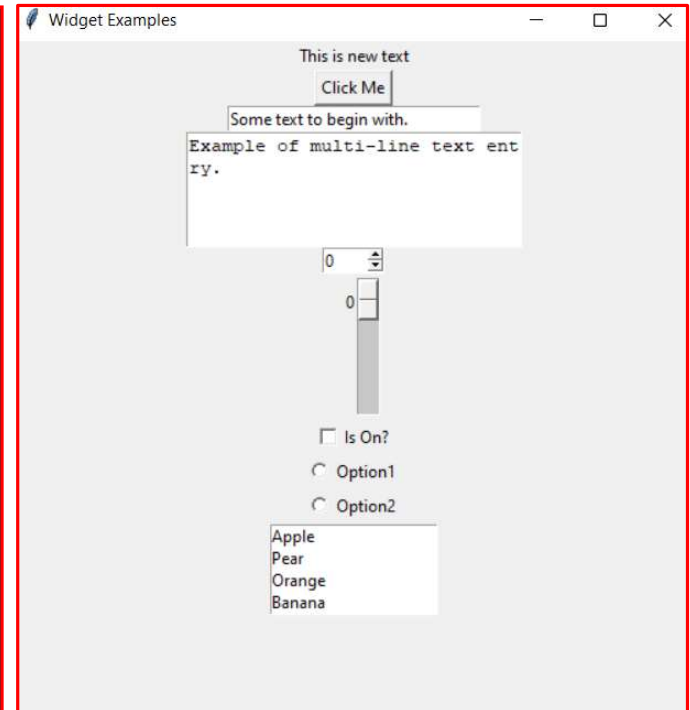 Widget Examples
This is new text
Click Me
Some text to begin with.
Example of multi-line text ent
ry.
0
0
Is On?
Option1
Option2
Apple
Pear
Orange
Banana